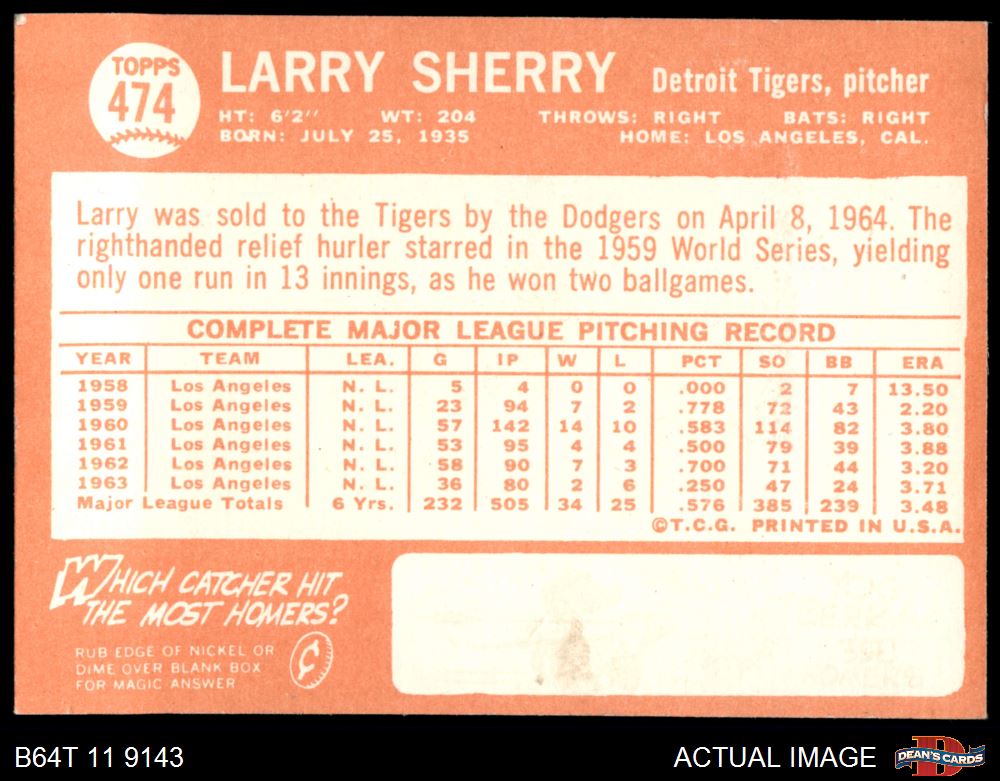 TOPPS
474
LARRY SHERRY Detroit Tigers, pitcher
HT: 6'2'' WT: 204 THROWS: RIGHT BATS: RIGHT
BORN: JULY 25, 1935 HOME: LOS ANGELES, CAL.
Larry was sold to the Tigers by the Dodgers on April 8, 1964. The
righthanded relief hurler starred in the 1959 World Series, yielding
only one run in 13 innings, as he won two ballgames.
COMPLETE MAJOR LEAGUE PITCHING RECORD
YEAR TEAM LEA. G IP W L PCT SO BB ERA
1958 Los Angeles N. L. 5 4 0 0 .000 2 7 13.50
1959 Los Angeles N. L. 23 94 7 2 .778 72 43 2.20
1960 Los Angeles N. L. 57 142 14 10 .583 114 82 3.80
1961 Los Angeles N. L. 53 95 4 4 .500 79 39 3.88
1962 Los Angeles N. L. 58 90 7 3 .700 71 44 3.20
1963 Los Angeles N. L. 36 80 2 6 .250 47 24 3.71
Major League Totals 6 Yrs. 232 505 34 25 .576 385 239 3.48
©T.C.G. PRINTED IN U.S.A.
WHICH CATCHER HIT
THE MOST HOMERS?
RUB EDGE OF NICKEL OR
DIME OVER BLANK BOX
FOR MAGIC ANSWER
B64T 11 9143 ACTUAL IMAGE
DEAN'S CARDS